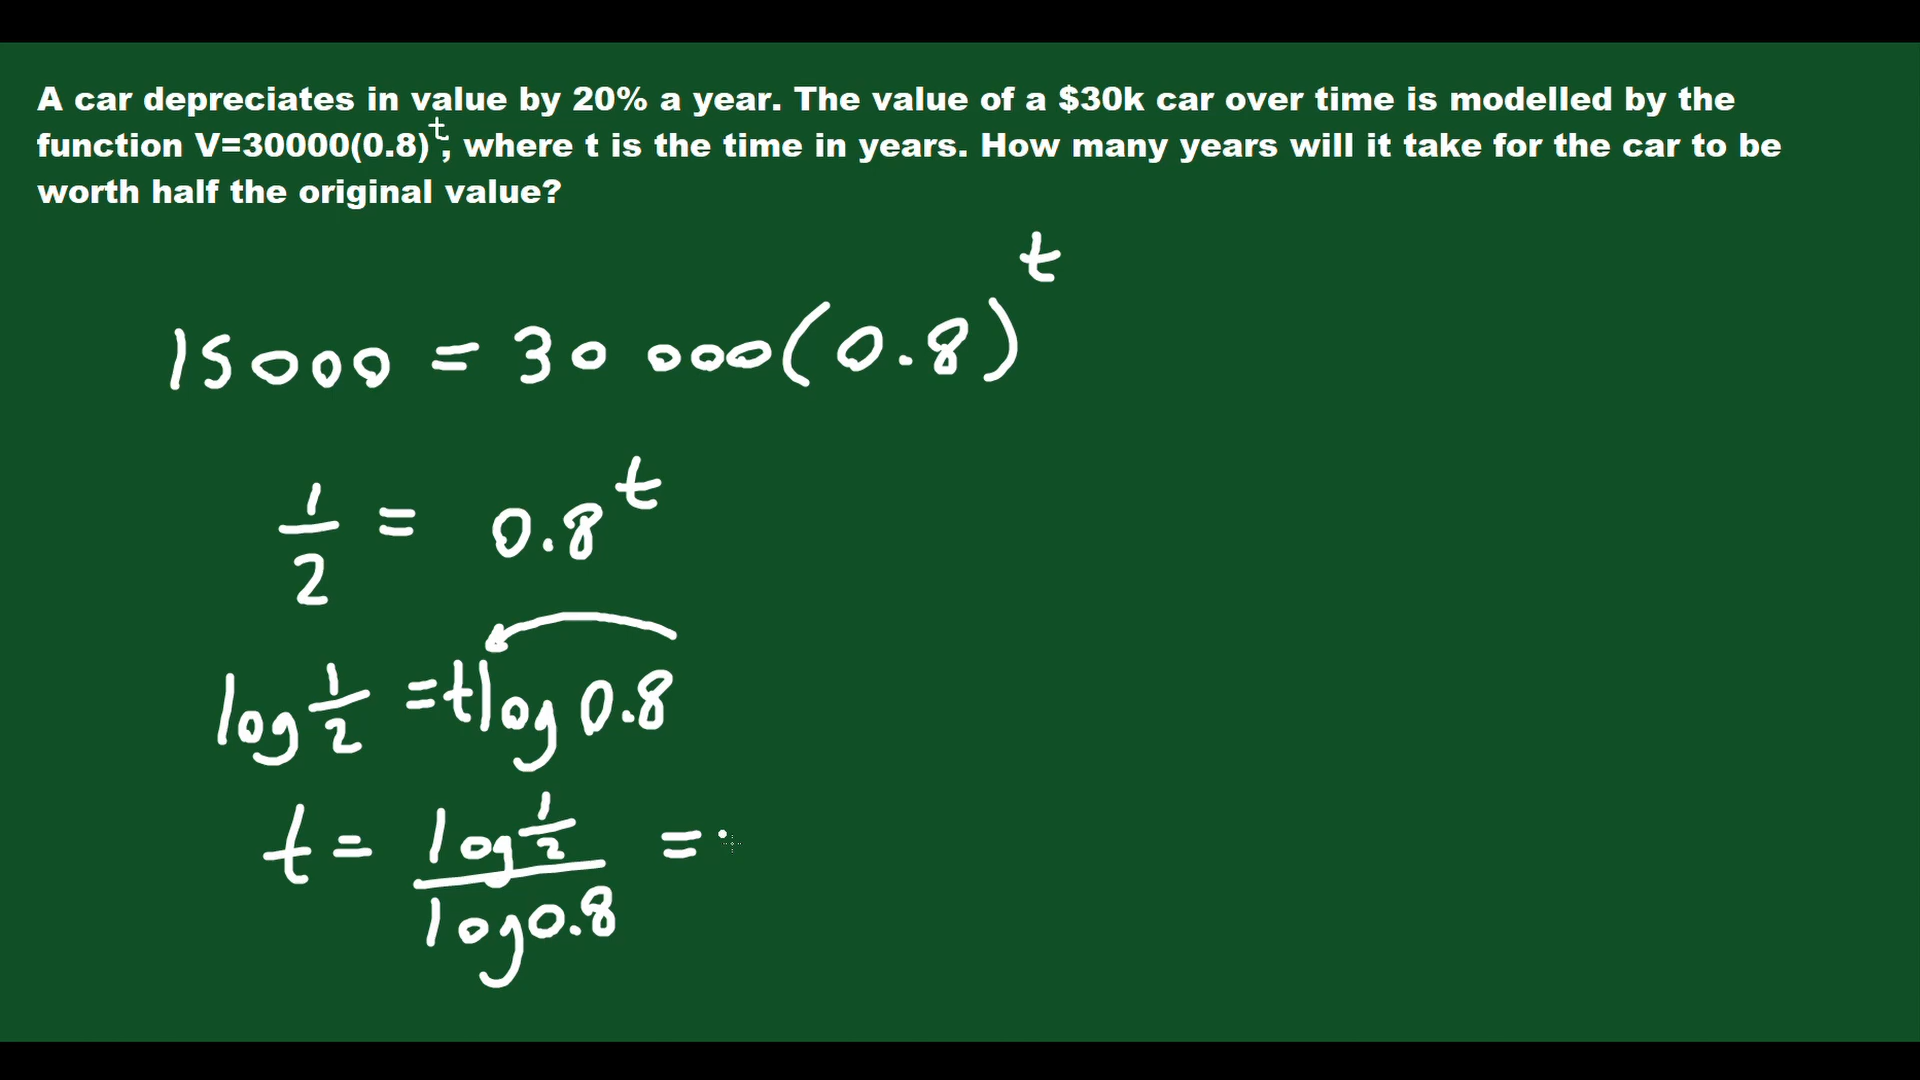 A car depreciates in value by 20% a year. The value of a $30k car over time is modelled by the
function V=30000(0.8)^t, where t is the time in years. How many years will it take for the car to be
worth half the original value?
15000 = 30 000(0.8)^t
1/2 = 0.8^t
log 1/2 = t log 0.8
t = log 1/2 / log 0.8 =